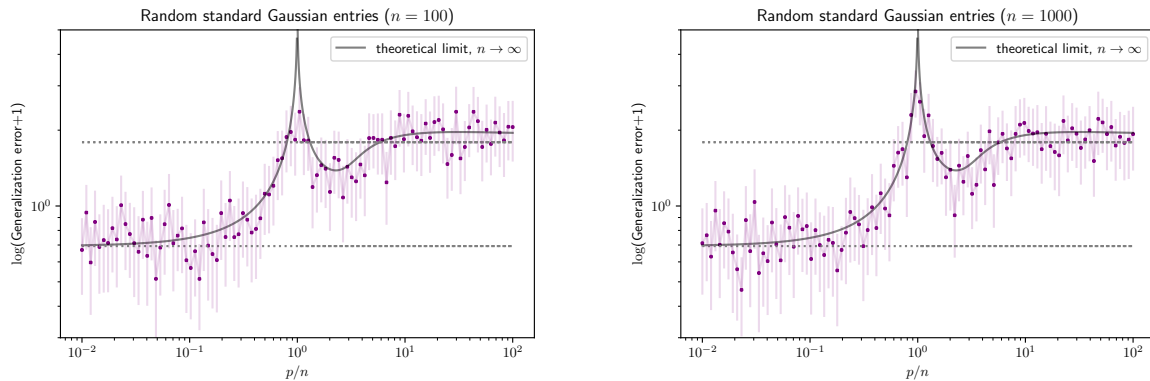 Random standard Gaussian entries (n = 100)
theoretical limit, n → ∞
log(Generalization error+1)
10⁰
10⁻² 10⁻¹ 10⁰ 10¹ 10²
p/n
Random standard Gaussian entries (n = 1000)
theoretical limit, n → ∞
log(Generalization error+1)
10⁰
10⁻² 10⁻¹ 10⁰ 10¹ 10²
p/n